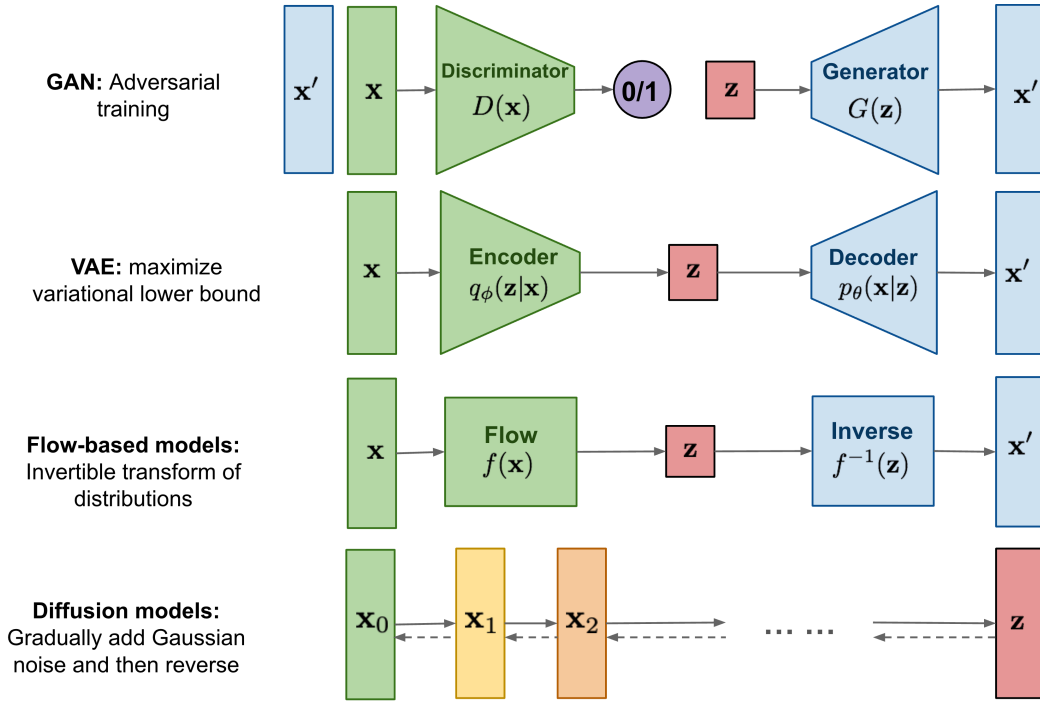 GAN: Adversarial
training
x′
x
Discriminator
D(x)
0/1
z
Generator
G(z)
x′
VAE: maximize
variational lower bound
x
Encoder
qϕ(z|x)
z
Decoder
pθ(x|z)
x′
Flow-based models:
Invertible transform of
distributions
x
Flow
f(x)
z
Inverse
f⁻¹(z)
x′
Diffusion models:
Gradually add Gaussian
noise and then reverse
x₀
x₁
x₂
... ...
z